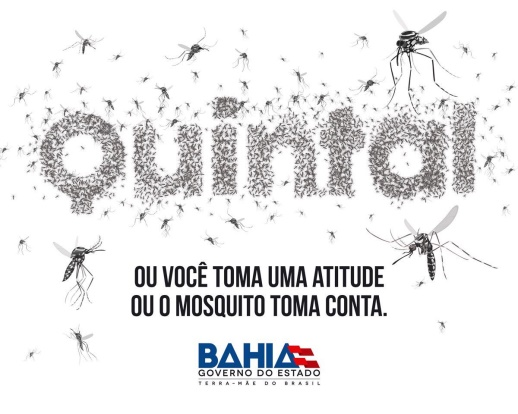 quintal
OU VOCÊ TOMA UMA ATITUDE
OU O MOSQUITO TOMA CONTA.
BAHIA
GOVERNO DO ESTADO
TERRA-MÃE DO BRASIL